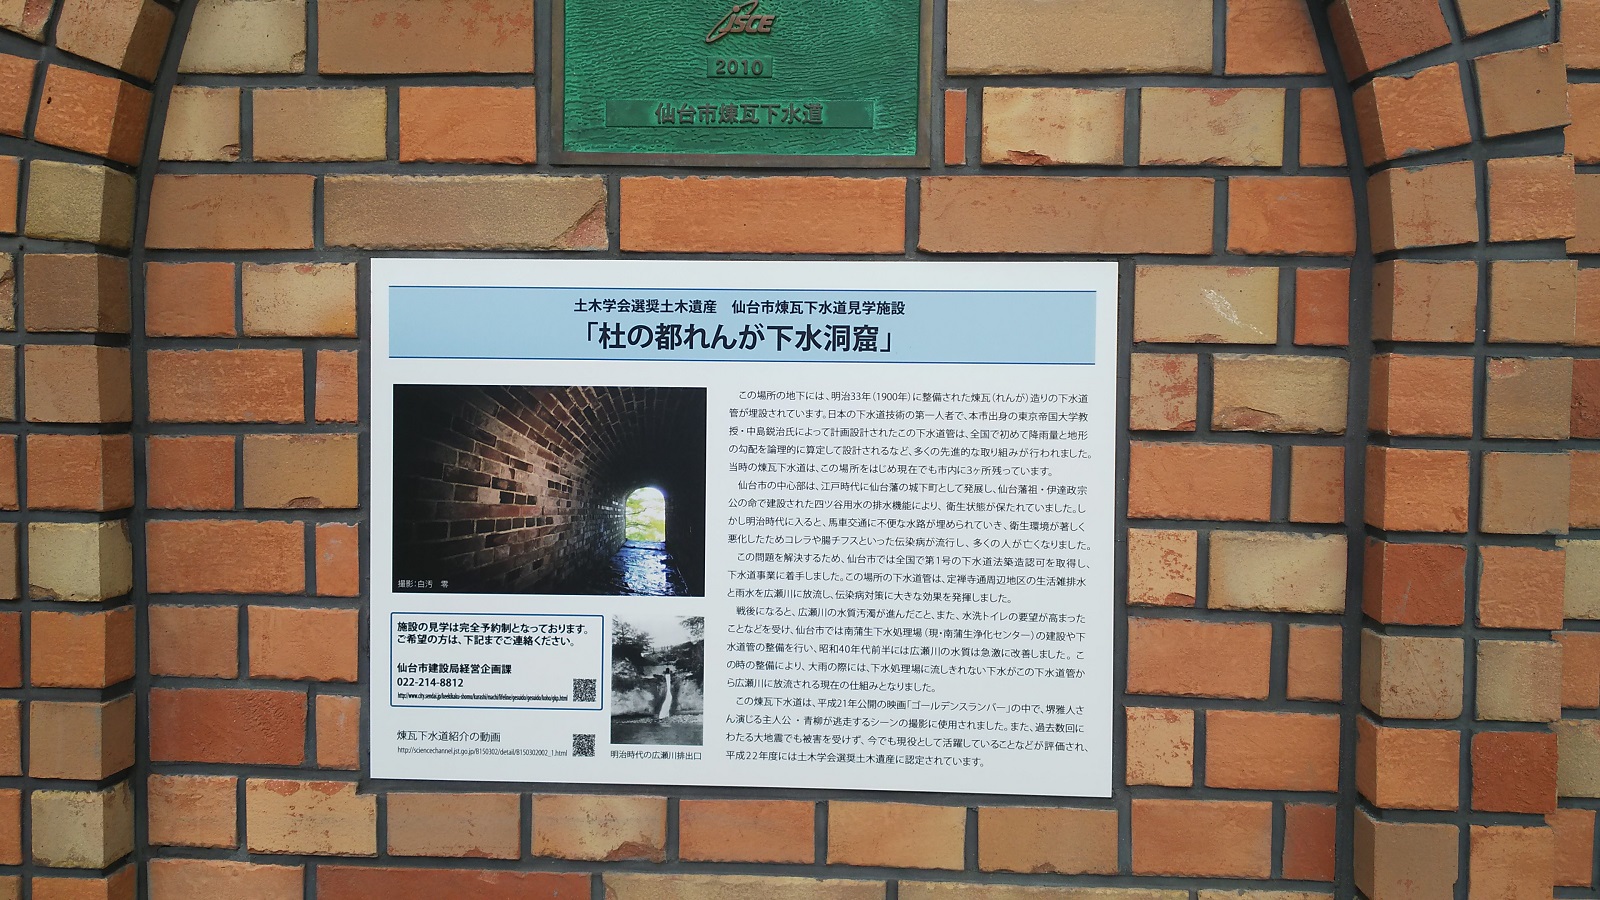 JSCE
2010
仙台市煉瓦下水道
土木学会選奨土木遺産　仙台市煉瓦下水道見学施設
「杜の都れんが下水洞窟」
撮影：白汚　零
施設の見学は完全予約制となっております。
ご希望の方は、下記までご連絡ください。
仙台市建設局経営企画課
022-214-8812
煉瓦下水道紹介の動画
http://sciencechannel.jst.go.jp/B150302/detail/B150302002_1.html
明治時代の広瀬川排出口
この場所の地下には、明治33年（1900年）に整備された煉瓦（れんが）造りの下水道
管が埋設されています。日本の下水道技術の第一人者で、本市出身の東京帝国大学教
授・中島鋭治氏によって計画設計されたこの下水道管は、全国で初めて降雨量と地形
の勾配を論理的に算定して設計されるなど、多くの先進的な取り組みが行われました。
当時の煉瓦下水道は、この場所をはじめ現在でも市内に3ヶ所残っています。
仙台市の中心部は、江戸時代に仙台藩の城下町として発展し、仙台藩祖・伊達政宗
公の命で建設された四ツ谷用水の排水機能により、衛生状態が保たれていました。し
かし明治時代に入ると、馬車交通に不便な水路が埋められていき、衛生環境が著しく
悪化したためコレラや腸チフスといった伝染病が流行し、多くの人が亡くなりました。
この問題を解決するため、仙台市では全国で第1号の下水道法築造認可を取得し、
下水道事業に着手しました。この場所の下水道管は、定禅寺通周辺地区の生活雑排水
と雨水を広瀬川に放流し、伝染病対策に大きな効果を発揮しました。
戦後になると、広瀬川の水質汚濁が進んだこと、また、水洗トイレの要望が高まった
ことなどを受け、仙台市では南蒲生下水処理場（現・南蒲生浄化センター）の建設や下
水道管の整備を行い、昭和40年代前半には広瀬川の水質は急激に改善しました。こ
の時の整備により、大雨の際には、下水処理場に流しきれない下水がこの下水道管か
ら広瀬川に放流される現在の仕組みとなりました。
この煉瓦下水道は、平成21年公開の映画「ゴールデンスランバー」の中で、堺雅人さ
ん演じる主人公・青柳が逃走するシーンの撮影に使用されました。また、過去数回に
わたる大地震でも被害を受けず、今でも現役として活躍していることなどが評価され、
平成22年度には土木学会選奨土木遺産に認定されています。